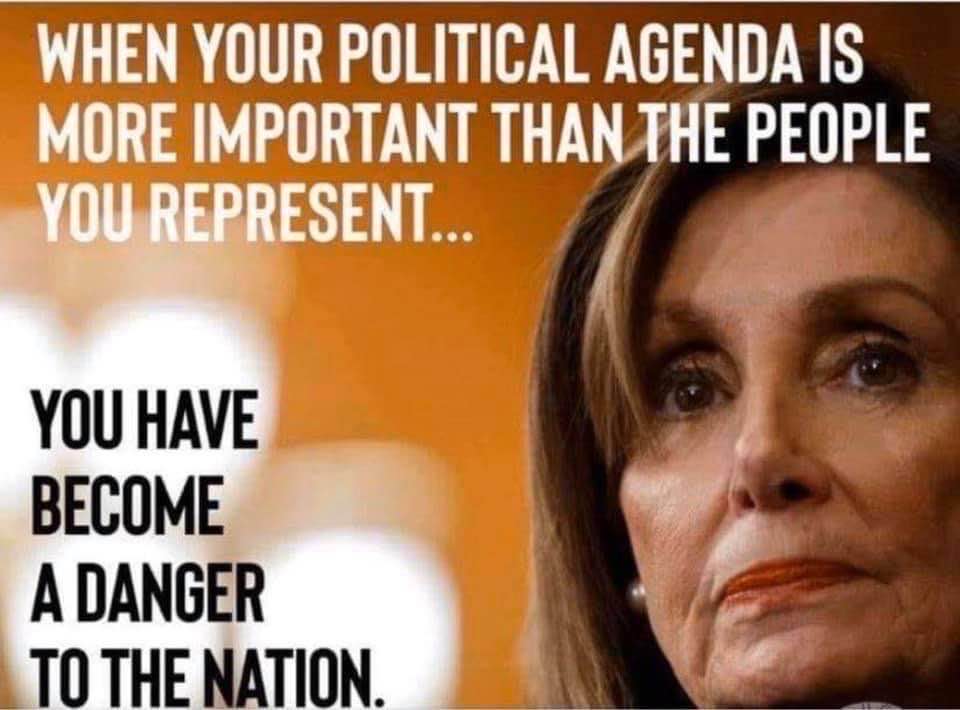 WHEN YOUR POLITICAL AGENDA IS
MORE IMPORTANT THAN THE PEOPLE
YOU REPRESENT...
YOU HAVE
BECOME
A DANGER
TO THE NATION.